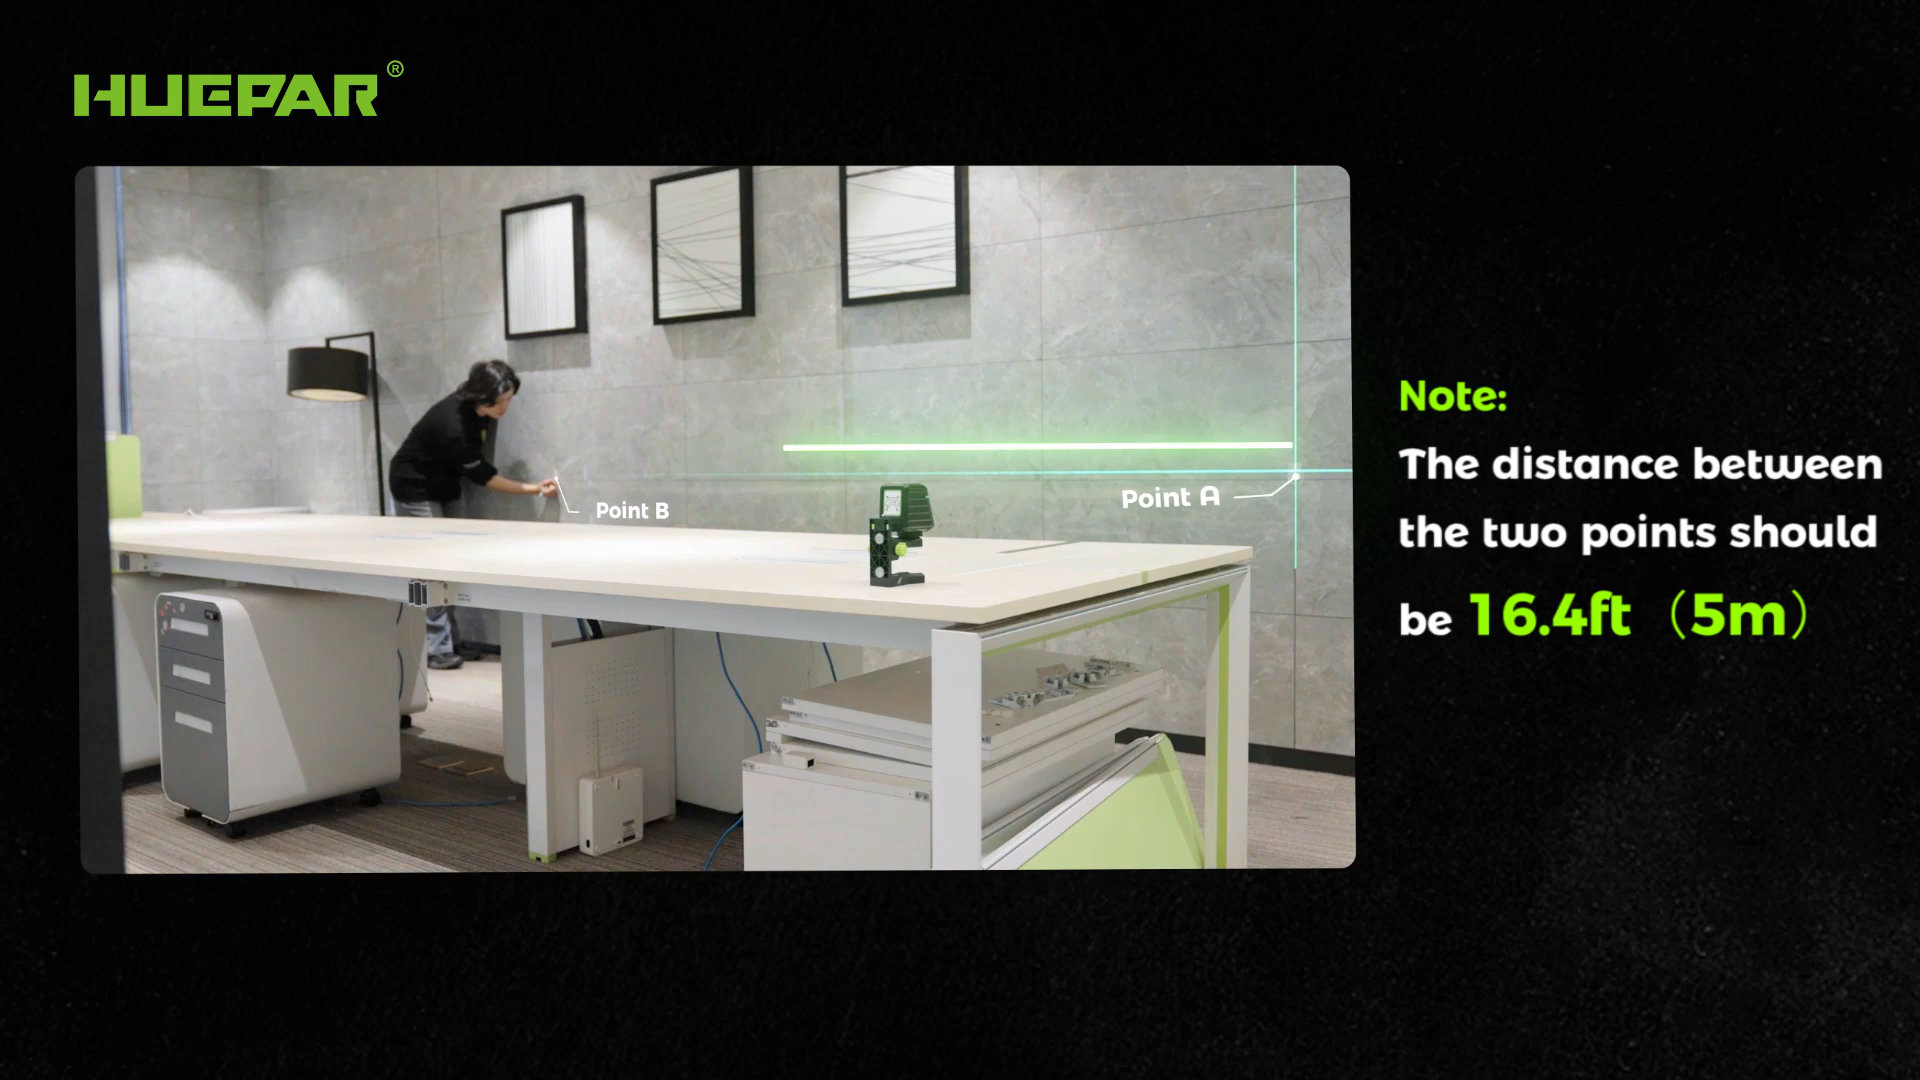 HUEPAR®
Point B
Point A
Note:
The distance between
the two points should
be 16.4ft（5m）